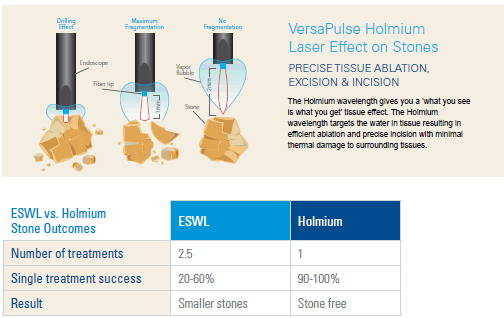 Drilling
Effect
Maximum
Fragmentation
No
Fragmentation
Endoscope
Fiber tip
Vapor
Bubble
Stone
1mm
2mm
VersaPulse Holmium
Laser Effect on Stones
PRECISE TISSUE ABLATION,
EXCISION & INCISION
The Holmium wavelength gives you a 'what you see
is what you get' tissue effect. The Holmium
wavelength targets the water in tissue resulting in
efficient ablation and precise incision with minimal
thermal damage to surrounding tissues.
ESWL vs. Holmium
Stone Outcomes
ESWL
Holmium
Number of treatments
2.5
1
Single treatment success
20-60%
90-100%
Result
Smaller stones
Stone free